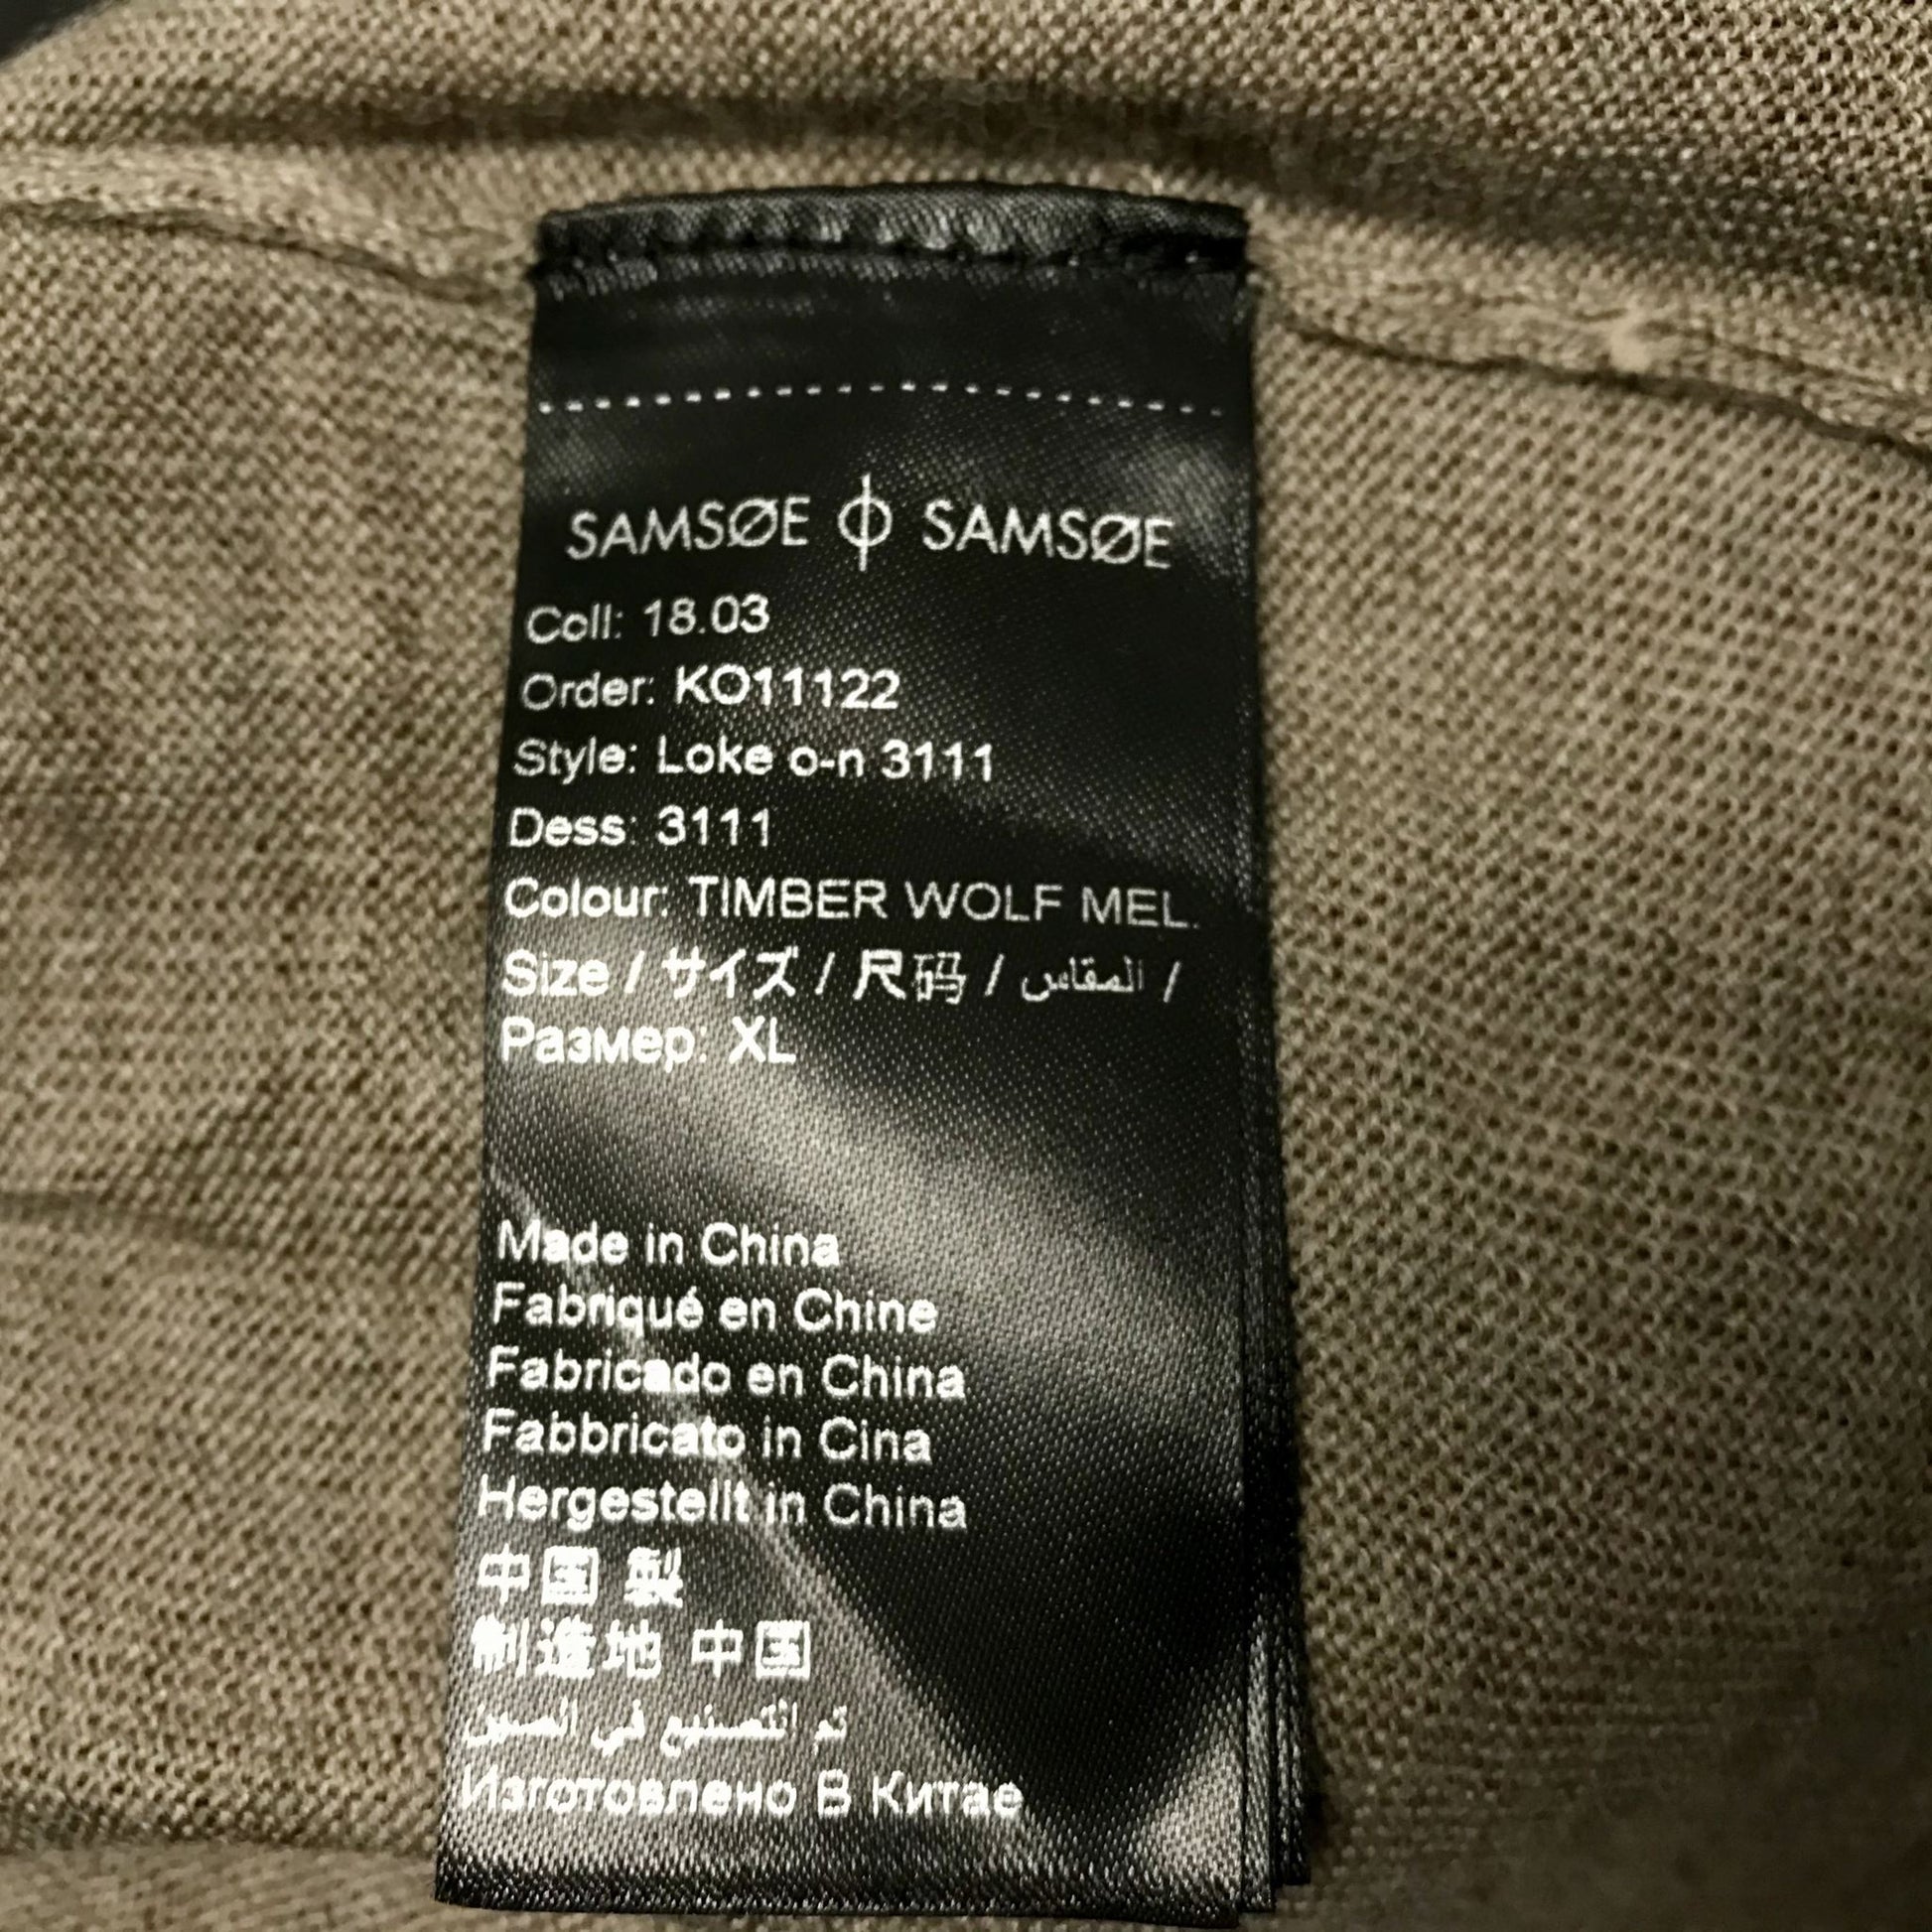 SAMSØE ϕ SAMSØE
Coll: 18.03
Order: KO11122
Style: Loke o-n 3111
Dess: 3111
Colour: TIMBER WOLF MEL.
Size / サイズ / 尺码 / المقاس /
Размер: XL
Made in China
Fabriqué en Chine
Fabricado en China
Fabbricato in Cina
Hergestellt in China
中国 製
制造地 中国
تم التصنيع في الصين
Изготовлено В Китае